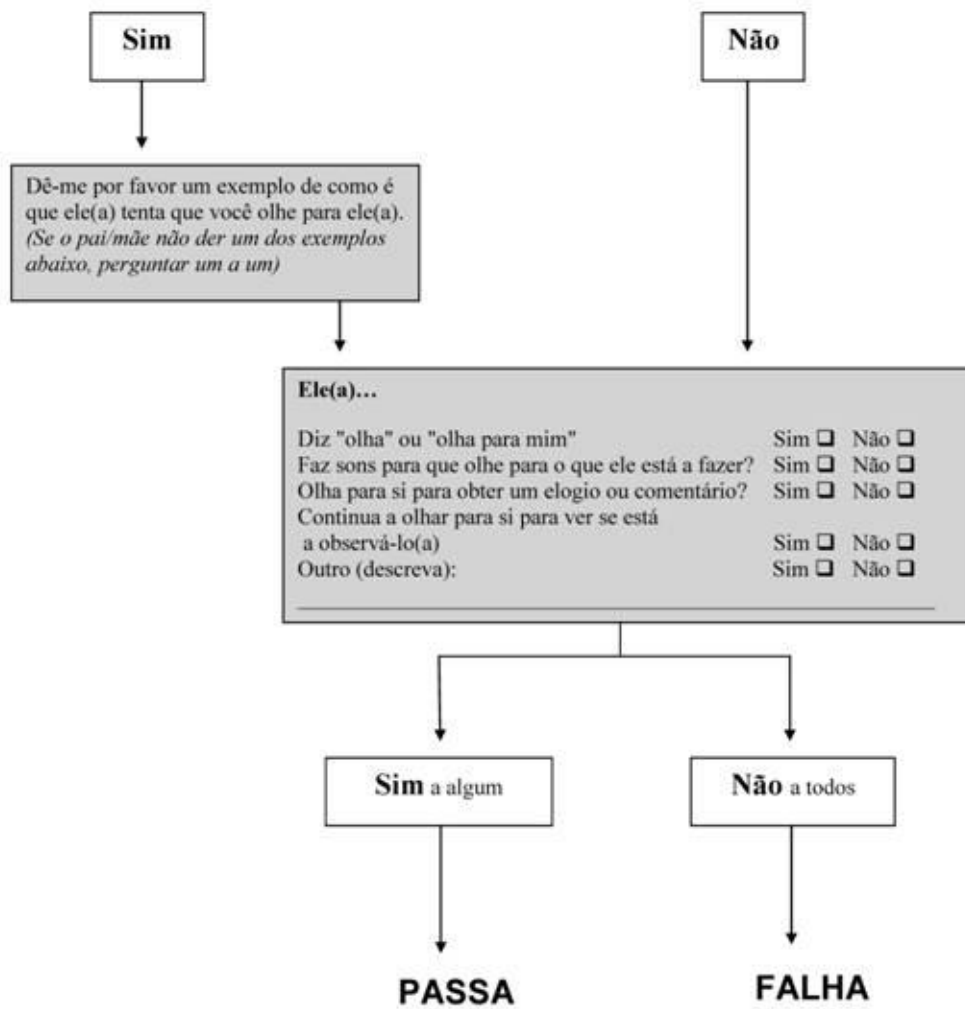 Sim
Não
Dê-me por favor um exemplo de como é
que ele(a) tenta que você olhe para ele(a).
(Se o pai/mãe não der um dos exemplos
abaixo, perguntar um a um)
Ele(a)…
Diz "olha" ou "olha para mim" Sim ❑ Não ❑
Faz sons para que olhe para o que ele está a fazer? Sim ❑ Não ❑
Olha para si para obter um elogio ou comentário? Sim ❑ Não ❑
Continua a olhar para si para ver se está
a observá-lo(a) Sim ❑ Não ❑
Outro (descreva): Sim ❑ Não ❑
Sim a algum
Não a todos
PASSA
FALHA